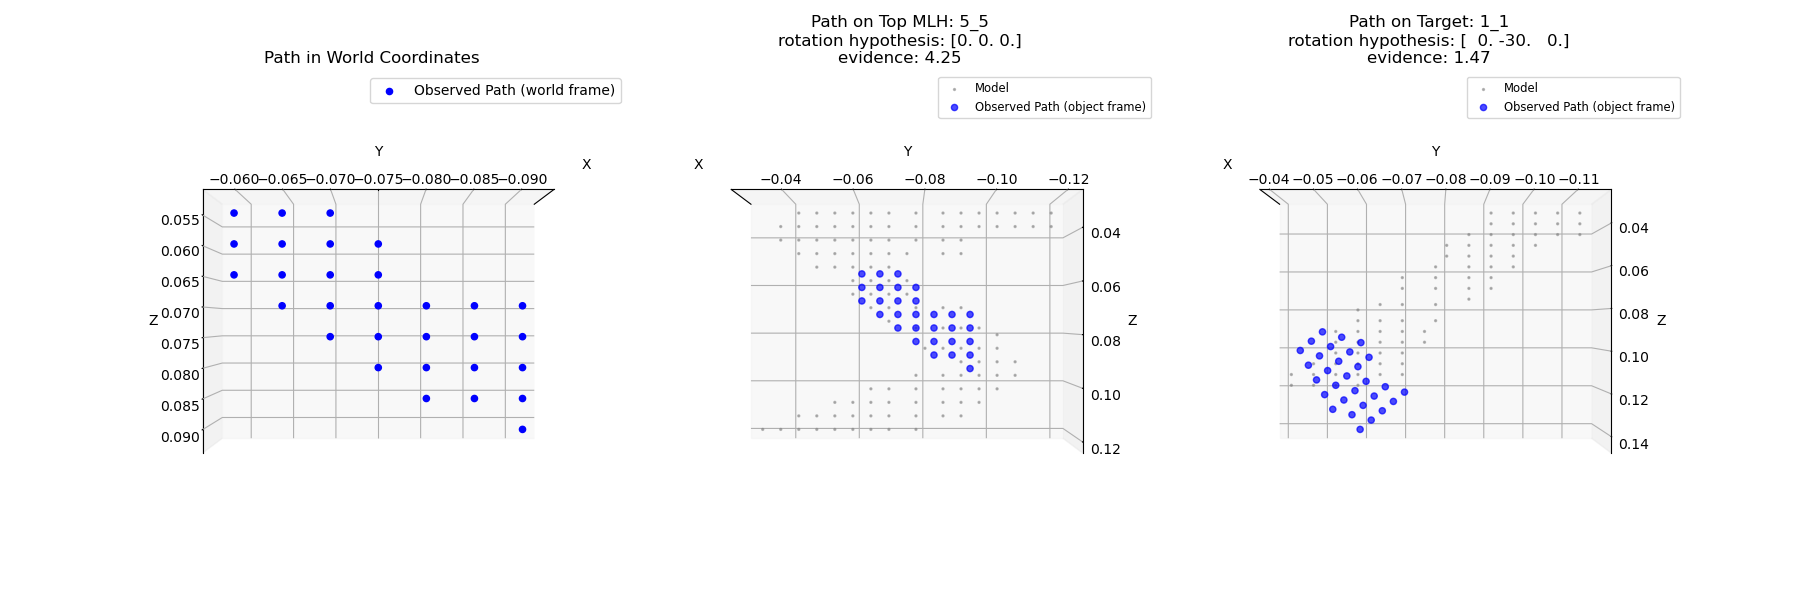 Path in World Coordinates
Observed Path (world frame)
Y
X
−0.060 −0.065 −0.070 −0.075 −0.080 −0.085 −0.090
0.055
0.060
0.065
0.070
Z
0.075
0.080
0.085
0.090
Path on Top MLH: 5_5
rotation hypothesis: [0. 0. 0.]
evidence: 4.25
Model
Observed Path (object frame)
Y
X
−0.04 −0.06 −0.08 −0.10 −0.12
0.04
0.06
Z
0.08
0.10
0.12
Path on Target: 1_1
rotation hypothesis: [  0. -30.   0.]
evidence: 1.47
Model
Observed Path (object frame)
Y
X
−0.04 −0.05 −0.06 −0.07 −0.08 −0.09 −0.10 −0.11
0.04
0.06
0.08
Z
0.10
0.12
0.14